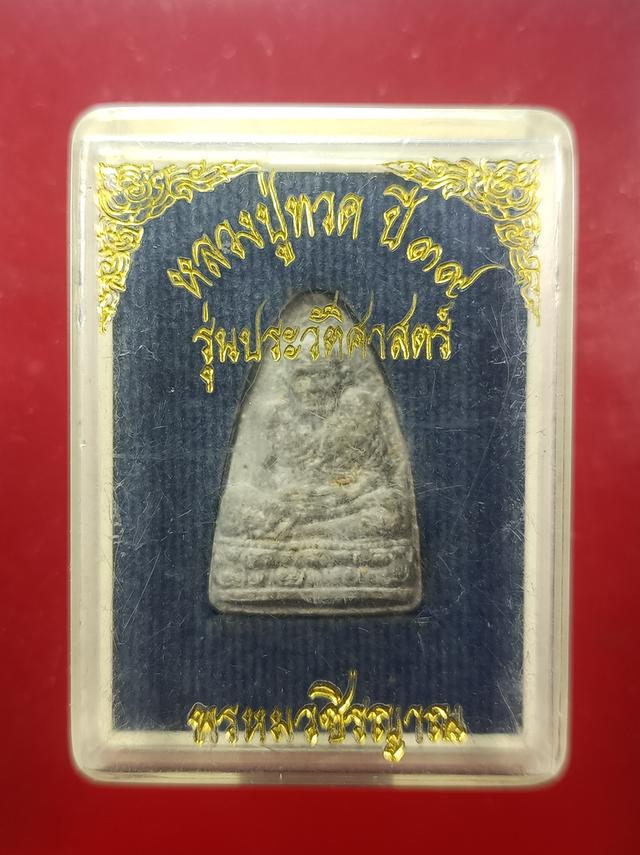 หลวงปู่ทวด ปี ๓๙
รุ่นประวัติศาสตร์
พรหมวชิรญาณ